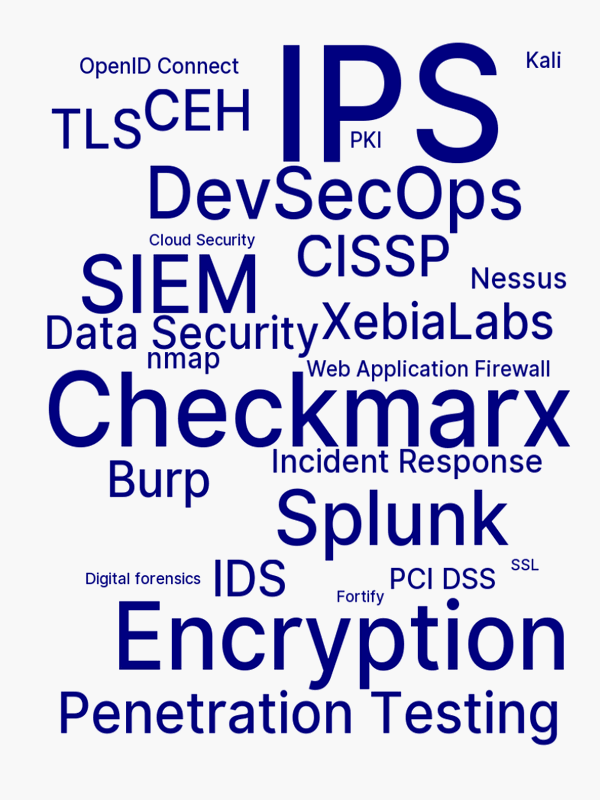 OpenID Connect
Kali
IPS
TLS
CEH
PKI
DevSecOps
Cloud Security
CISSP
SIEM
Nessus
Data Security
XebiaLabs
nmap
Web Application Firewall
Checkmarx
Burp
Incident Response
Splunk
Digital forensics
IDS
PCI DSS
SSL
Fortify
Encryption
Penetration Testing